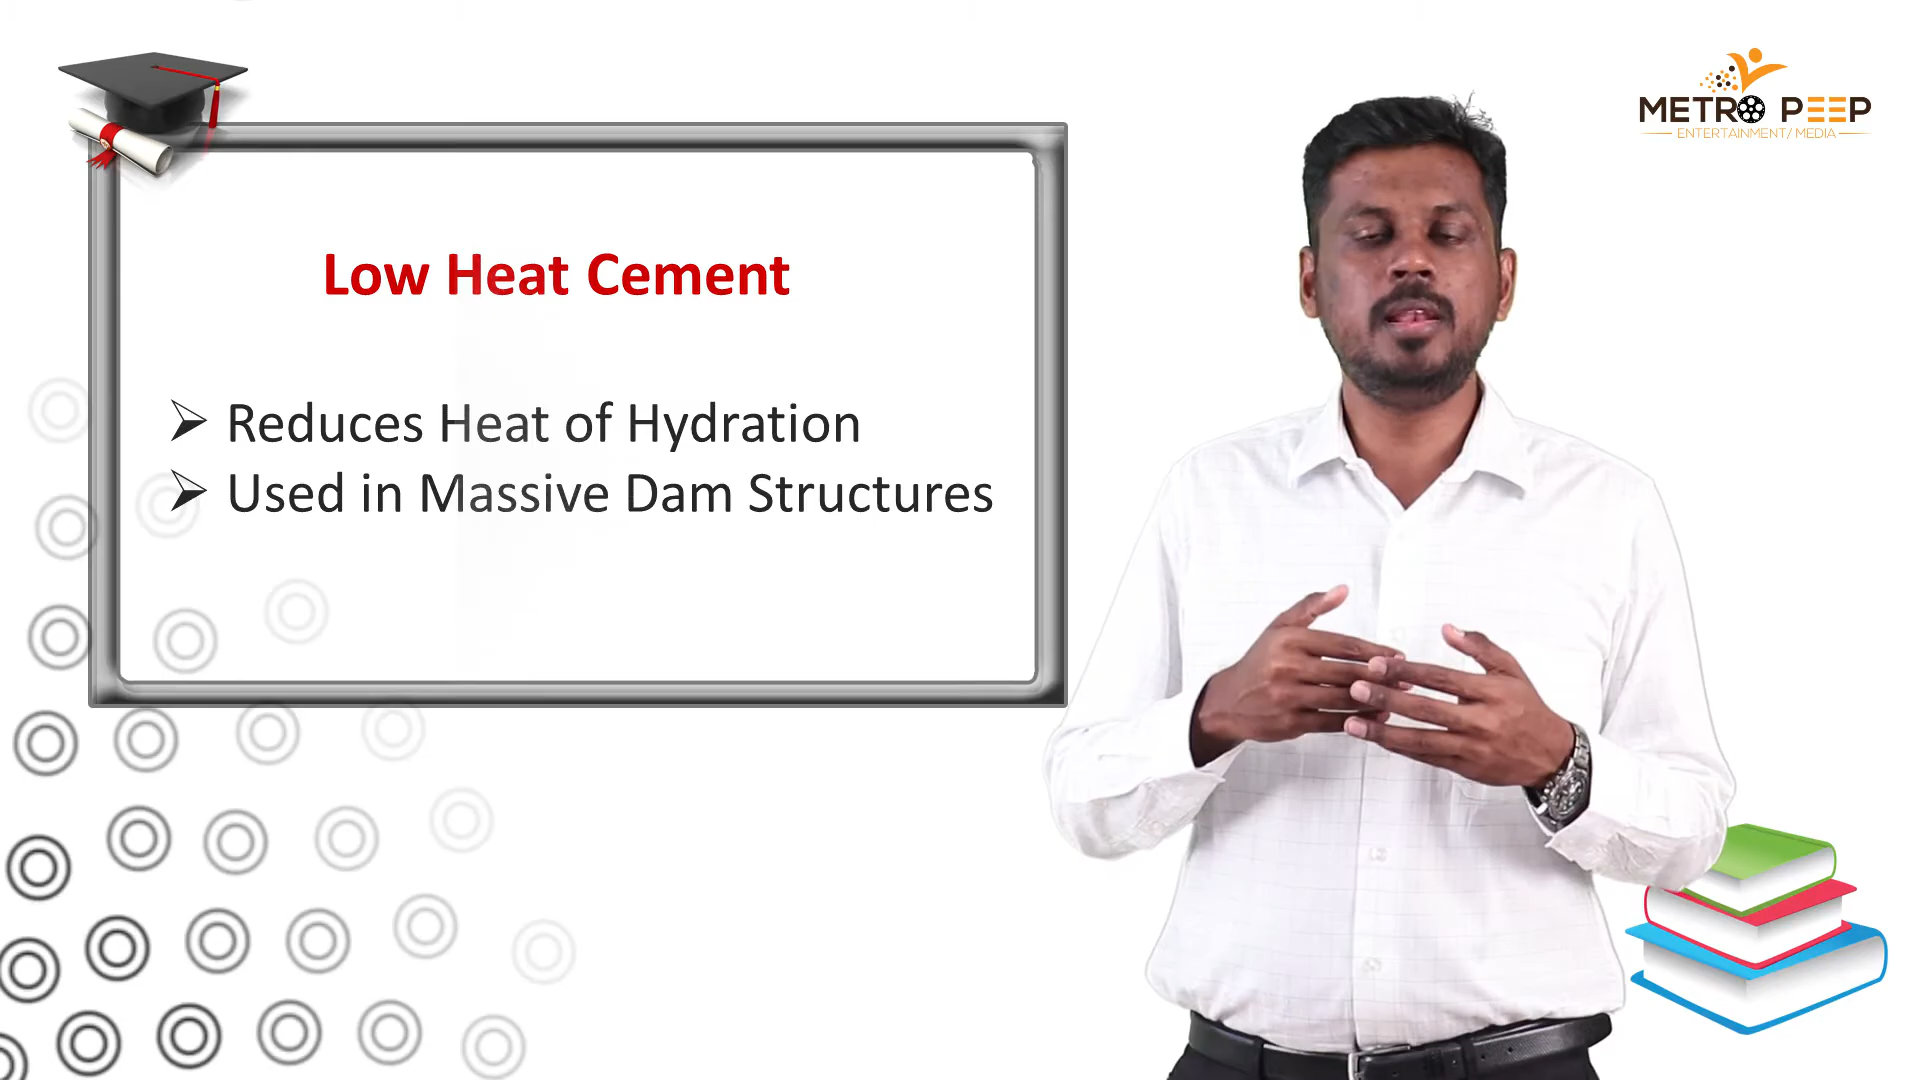 METRO PEEP
ENTERTAINMENT/ MEDIA
Low Heat Cement
Reduces Heat of Hydration
Used in Massive Dam Structures